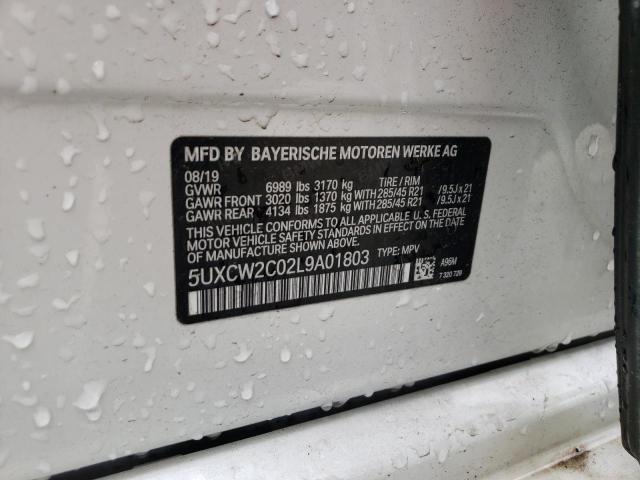 MFD BY BAYERISCHE MOTOREN WERKE AG
08/19
GVWR 6989 lbs 3170 kg TIRE / RIM
GAWR FRONT 3020 lbs 1370 kg WITH 285/45 R21 /9.5J x 21
GAWR REAR 4134 lbs 1875 kg WITH 285/45 R21 /9.5J x 21
THIS VEHICLE CONFORMS TO ALL APPLICABLE U. S. FEDERAL
MOTOR VEHICLE SAFETY STANDARDS IN EFFECT ON THE DATE OF
MANUFACTURE SHOWN ABOVE.
5UXCW2C02L9A01803 TYPE: MPV
A96M
7 320 729